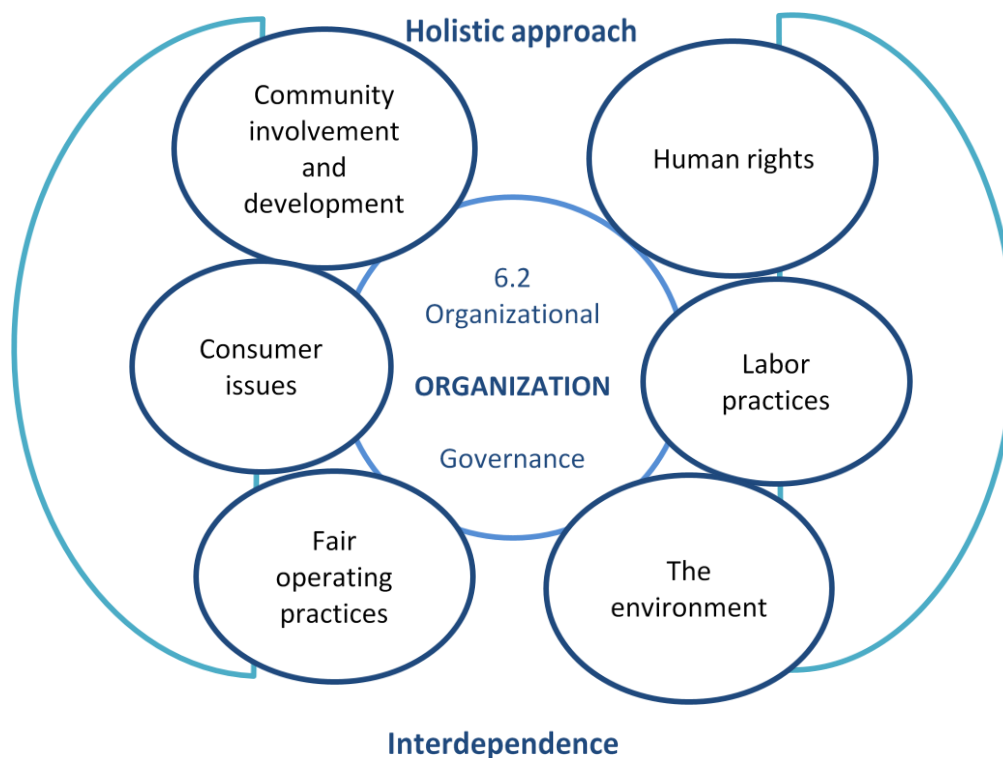 Holistic approach
Community
involvement
and
development
Human rights
6.2
Organizational
Consumer
issues
ORGANIZATION
Labor
practices
Governance
Fair
operating
practices
The
environment
Interdependence